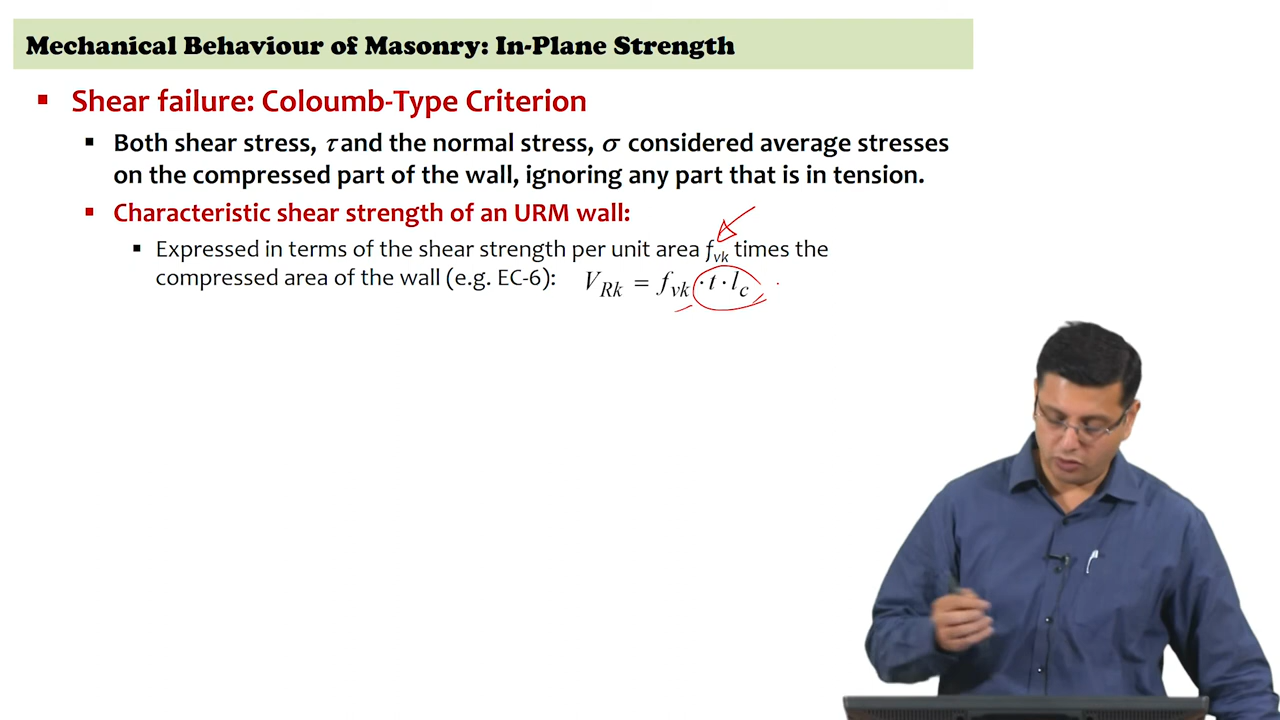 Mechanical Behaviour of Masonry: In-Plane Strength
Shear failure: Coloumb-Type Criterion
Both shear stress, τ and the normal stress, σ considered average stresses
on the compressed part of the wall, ignoring any part that is in tension.
Characteristic shear strength of an URM wall:
Expressed in terms of the shear strength per unit area f_vk times the
compressed area of the wall (e.g. EC-6): V_Rk = f_vk · t · l_c